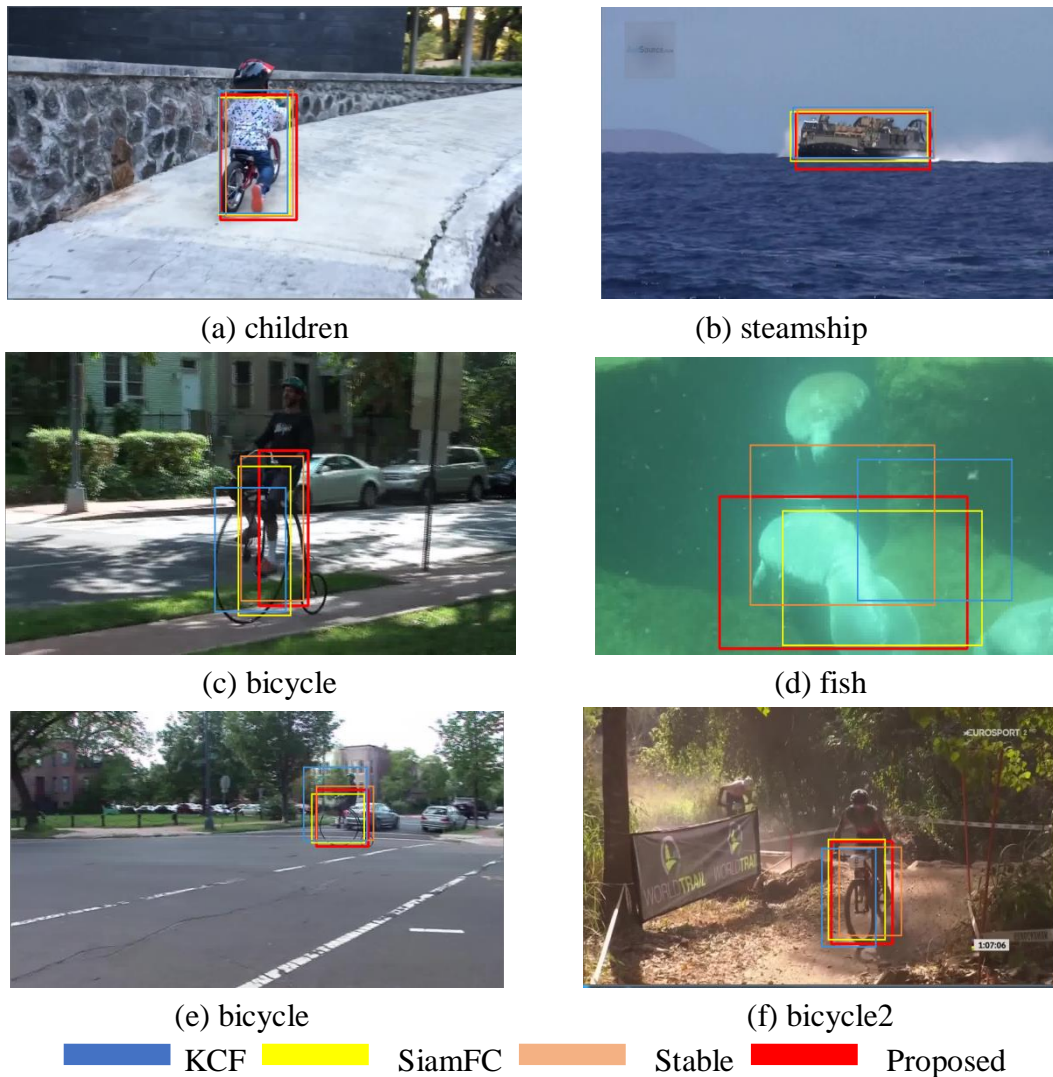 (a) children
(b) steamship
EUROSPORT 2
WORLDTRAIL WORLDTRAIL
1:07:06
(c) bicycle
(d) fish
(e) bicycle
(f) bicycle2
KCF SiamFC Stable Proposed